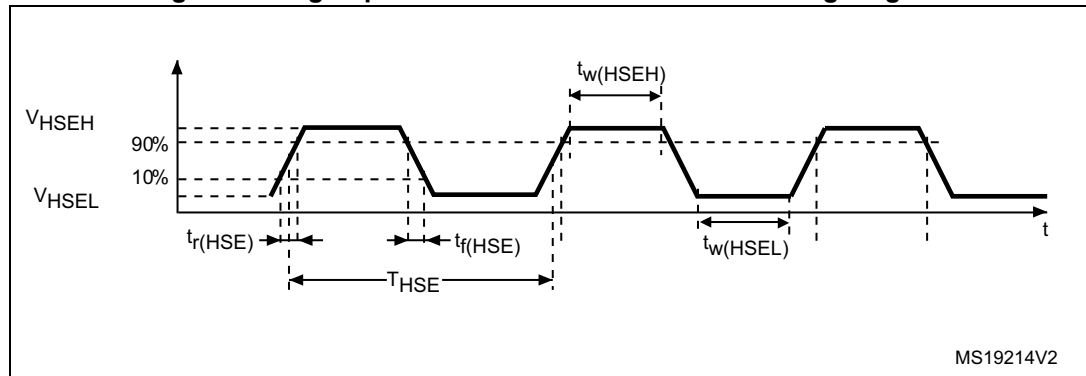 tw(HSEH)
VHSEH
90%
10%
VHSEL
tr(HSE)
tf(HSE)
tw(HSEL)
t
THSE
MS19214V2